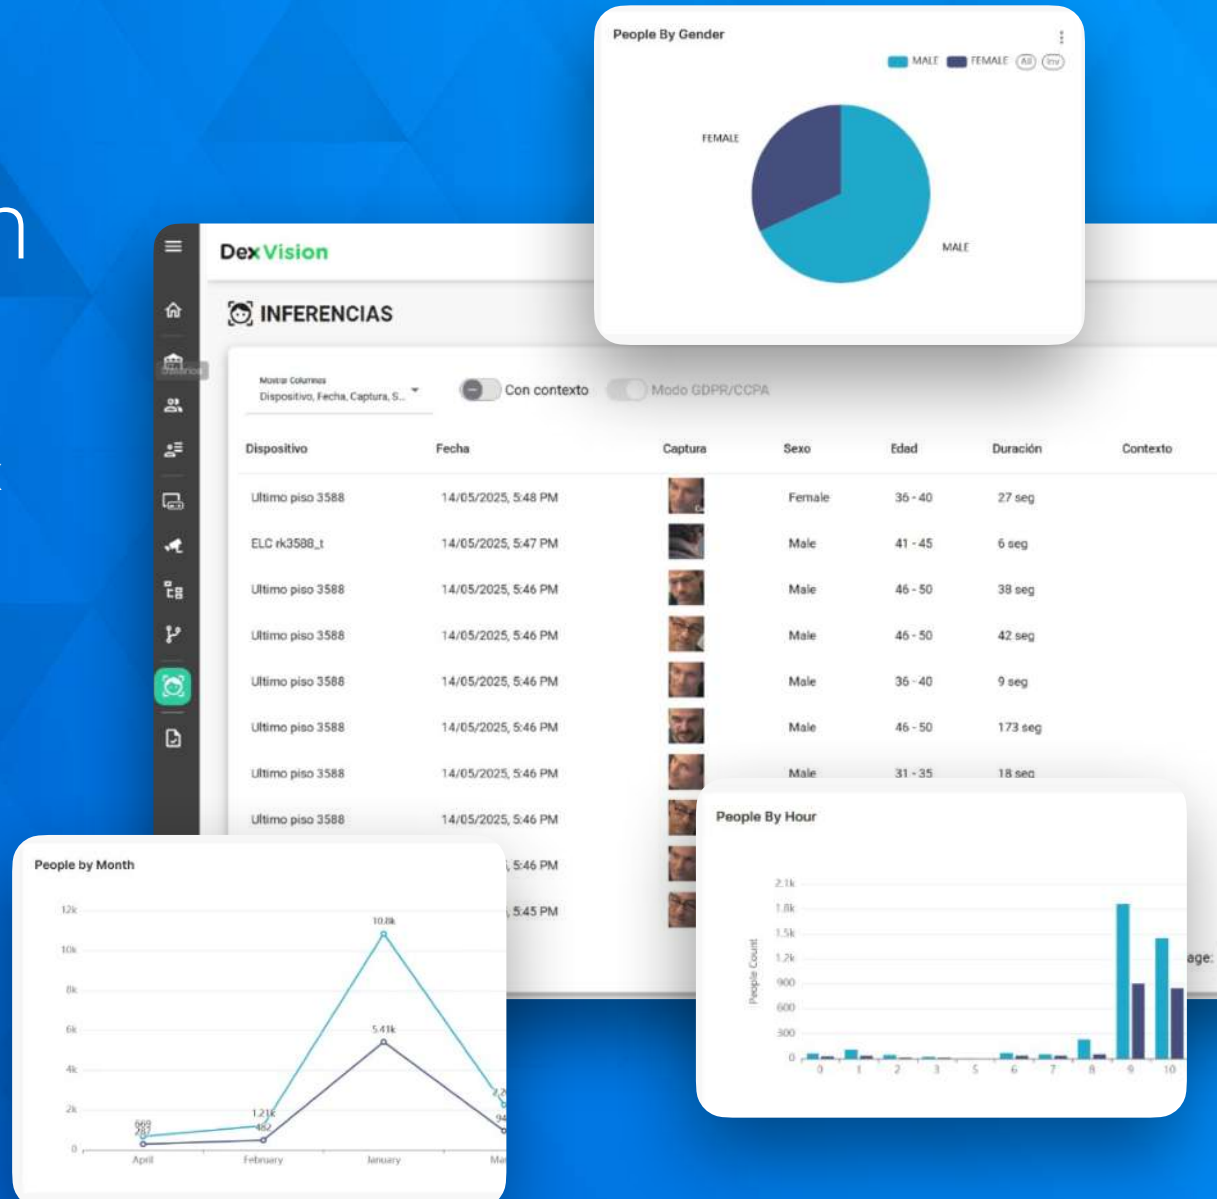 People By Gender
MALE FEMALE All Inv
FEMALE
MALE
n
DexVision
INFERENCIAS
Mostrar Columnas
Dispositivo, Fecha, Captura, S...
Con contexto
Modo GDPR/CCPA
Dispositivo Fecha Captura Sexo Edad Duración Contexto
Ultimo piso 3588 14/05/2025, 5:48 PM Female 36 - 40 27 seg
ELC rk3588_t 14/05/2025, 5:47 PM Male 41 - 45 6 seg
Ultimo piso 3588 14/05/2025, 5:46 PM Male 46 - 50 38 seg
Ultimo piso 3588 14/05/2025, 5:46 PM Male 46 - 50 42 seg
Ultimo piso 3588 14/05/2025, 5:46 PM Male 36 - 40 9 seg
Ultimo piso 3588 14/05/2025, 5:46 PM Male 46 - 50 173 seg
Ultimo piso 3588 14/05/2025, 5:46 PM Male 31 - 35 18 seg
Ultimo piso 3588 14/05/2025, 5:46 PM
5:46 PM
5:45 PM
age:
People by Month
12k
10k
8k
6k
4k
2k
0
10.8k
5.41k
1.21k
482
669
287
April February January
People By Hour
People Count
2.1k
1.8k
1.5k
1.2k
900
600
300
0
0 1 2 3 5 6 7 8 9 10